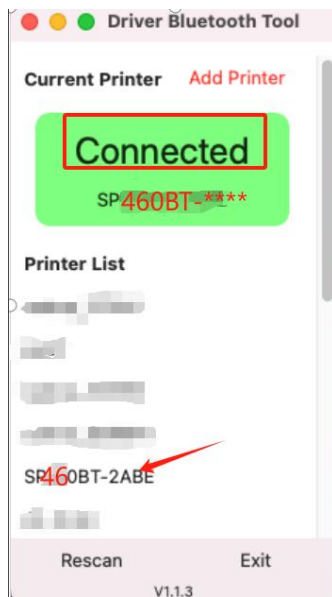 Driver Bluetooth Tool
Current Printer Add Printer
Connected
SP460BT-****
Printer List
SP460BT-2ABE
Rescan Exit
V1.1.3